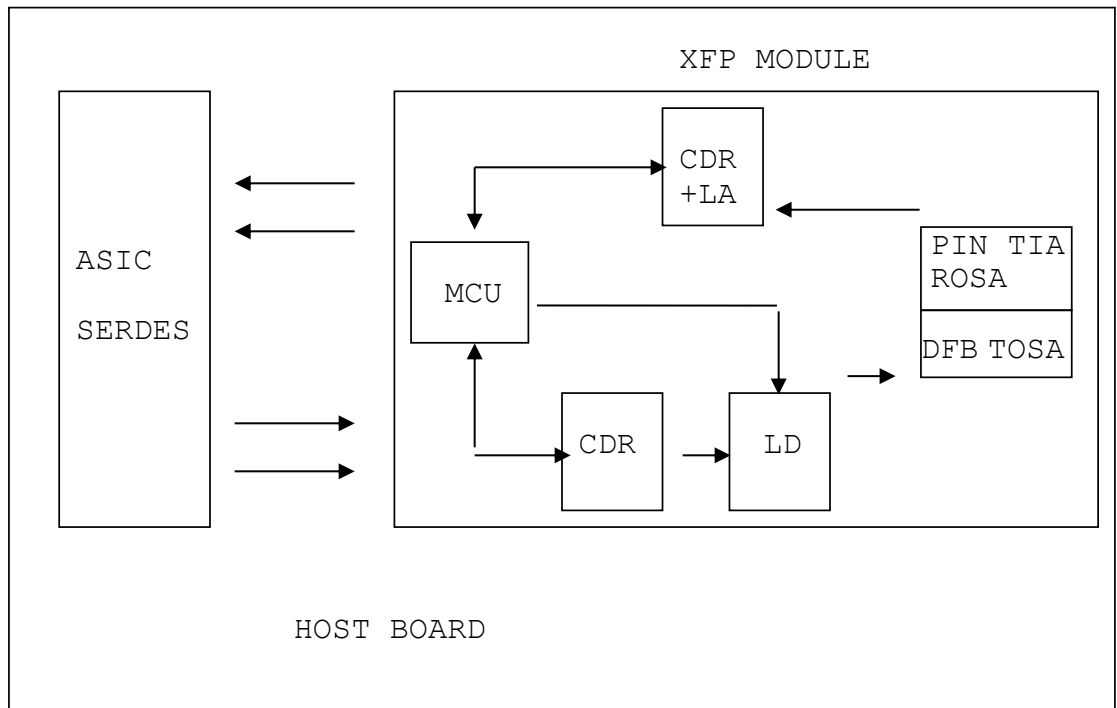 XFP MODULE
CDR
+LA
PIN TIA
ROSA
ASIC
MCU
SERDES
DFB TOSA
CDR
LD
HOST BOARD